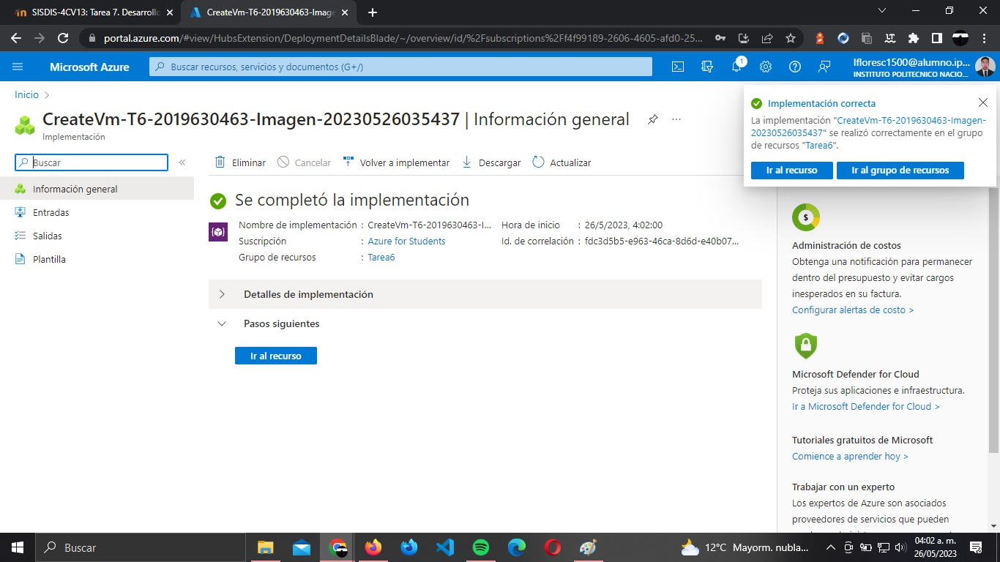 SISDIS-4CV13: Tarea 7. Desarrollo
CreateVm-T6-2019630463-Image
portal.azure.com/#view/HubsExtension/DeploymentDetailsBlade/~/overview/id/%2Fsubscriptions%2Ff4f99189-2606-4605-afd0-25...
Microsoft Azure
Buscar recursos, servicios y documentos (G+/)
1
lfloresc1500@alumno.ip...
INSTITUTO POLITECNICO NACIO...
Inicio
CreateVm-T6-2019630463-Imagen-20230526035437 | Información general
Implementación
Buscar
Eliminar
Cancelar
Volver a implementar
Descargar
Actualizar
Información general
Entradas
Salidas
Plantilla
Se completó la implementación
Nombre de implementación : CreateVm-T6-2019630463-I...
Suscripción : Azure for Students
Grupo de recursos : Tarea6
Hora de inicio : 26/5/2023, 4:02:00
Id. de correlación : fdc3d5b5-e963-46ca-8d6d-e40b07...
Detalles de implementación
Pasos siguientes
Ir al recurso
Implementación correcta
La implementación "CreateVm-T6-2019630463-Imagen-
20230526035437" se realizó correctamente en el grupo
de recursos "Tarea6".
Ir al recurso
Ir al grupo de recursos
Administración de costos
Obtenga una notificación para permanecer
dentro del presupuesto y evitar cargos
inesperados en su factura.
Configurar alertas de costo >
Microsoft Defender for Cloud
Proteja sus aplicaciones e infraestructura.
Ir a Microsoft Defender for Cloud >
Tutoriales gratuitos de Microsoft
Comience a aprender hoy >
Trabajar con un experto
Los expertos de Azure son asociados
proveedores de servicios que pueden
Buscar
12°C Mayorm. nubla...
04:02 a. m.
26/05/2023